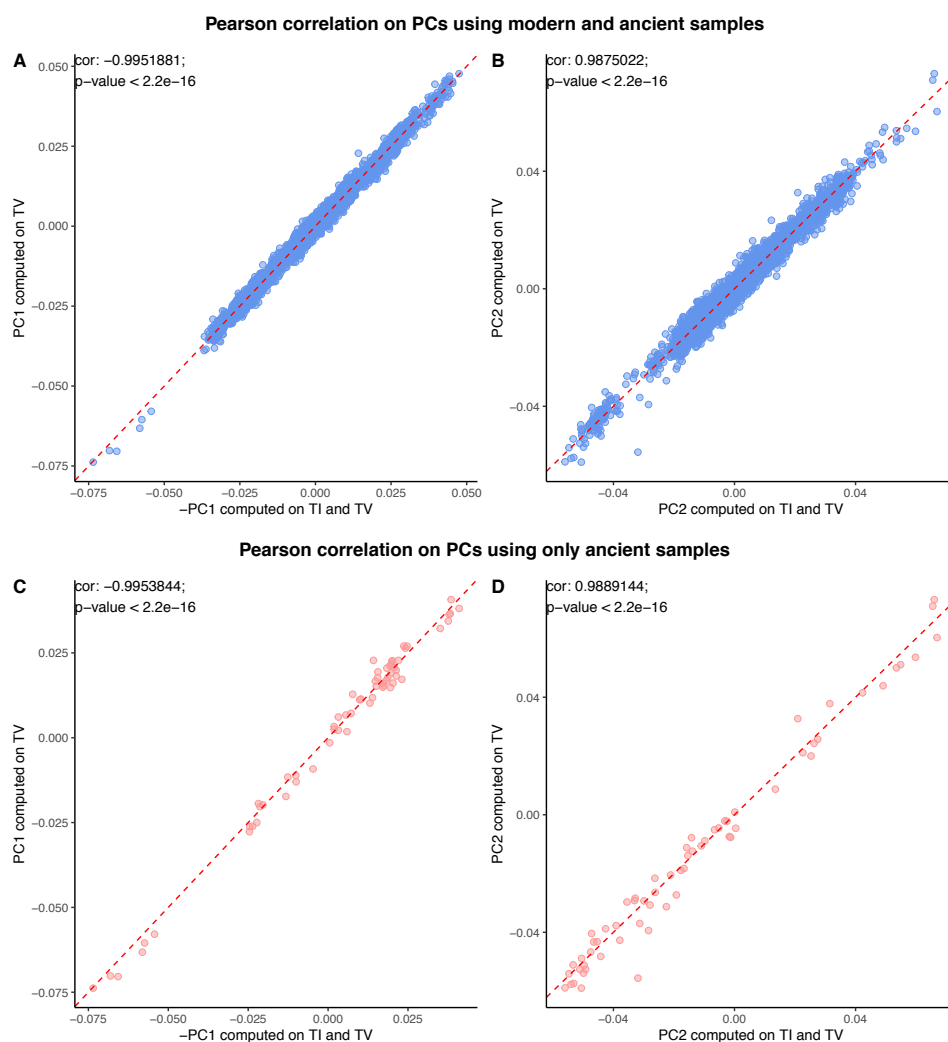 Pearson correlation on PCs using modern and ancient samples
A
cor: −0.9951881;
p−value < 2.2e−16
0.050
0.025
0.000
−0.025
−0.050
−0.075
PC1 computed on TV
−0.075
−0.050
−0.025
0.000
0.025
0.050
−PC1 computed on TI and TV
B
cor: 0.9875022;
p−value < 2.2e−16
0.04
0.00
−0.04
PC2 computed on TV
−0.04
0.00
0.04
PC2 computed on TI and TV
Pearson correlation on PCs using only ancient samples
C
cor: −0.9953844;
p−value < 2.2e−16
0.025
0.000
−0.025
−0.050
−0.075
PC1 computed on TV
−0.075
−0.050
−0.025
0.000
0.025
−PC1 computed on TI and TV
D
cor: 0.9889144;
p−value < 2.2e−16
0.04
0.00
−0.04
PC2 computed on TV
−0.04
0.00
0.04
PC2 computed on TI and TV